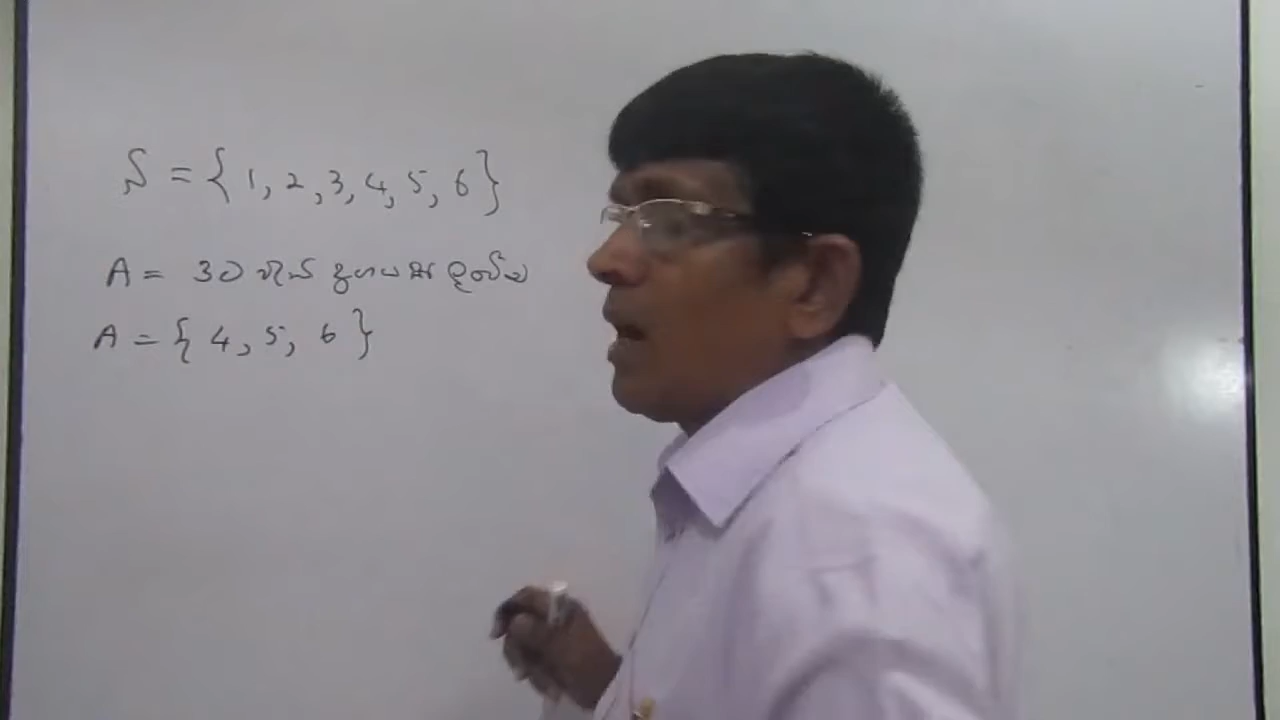 S = { 1, 2, 3, 4, 5, 6 }
A = 3ට වැඩි
A = { 4, 5, 6 }